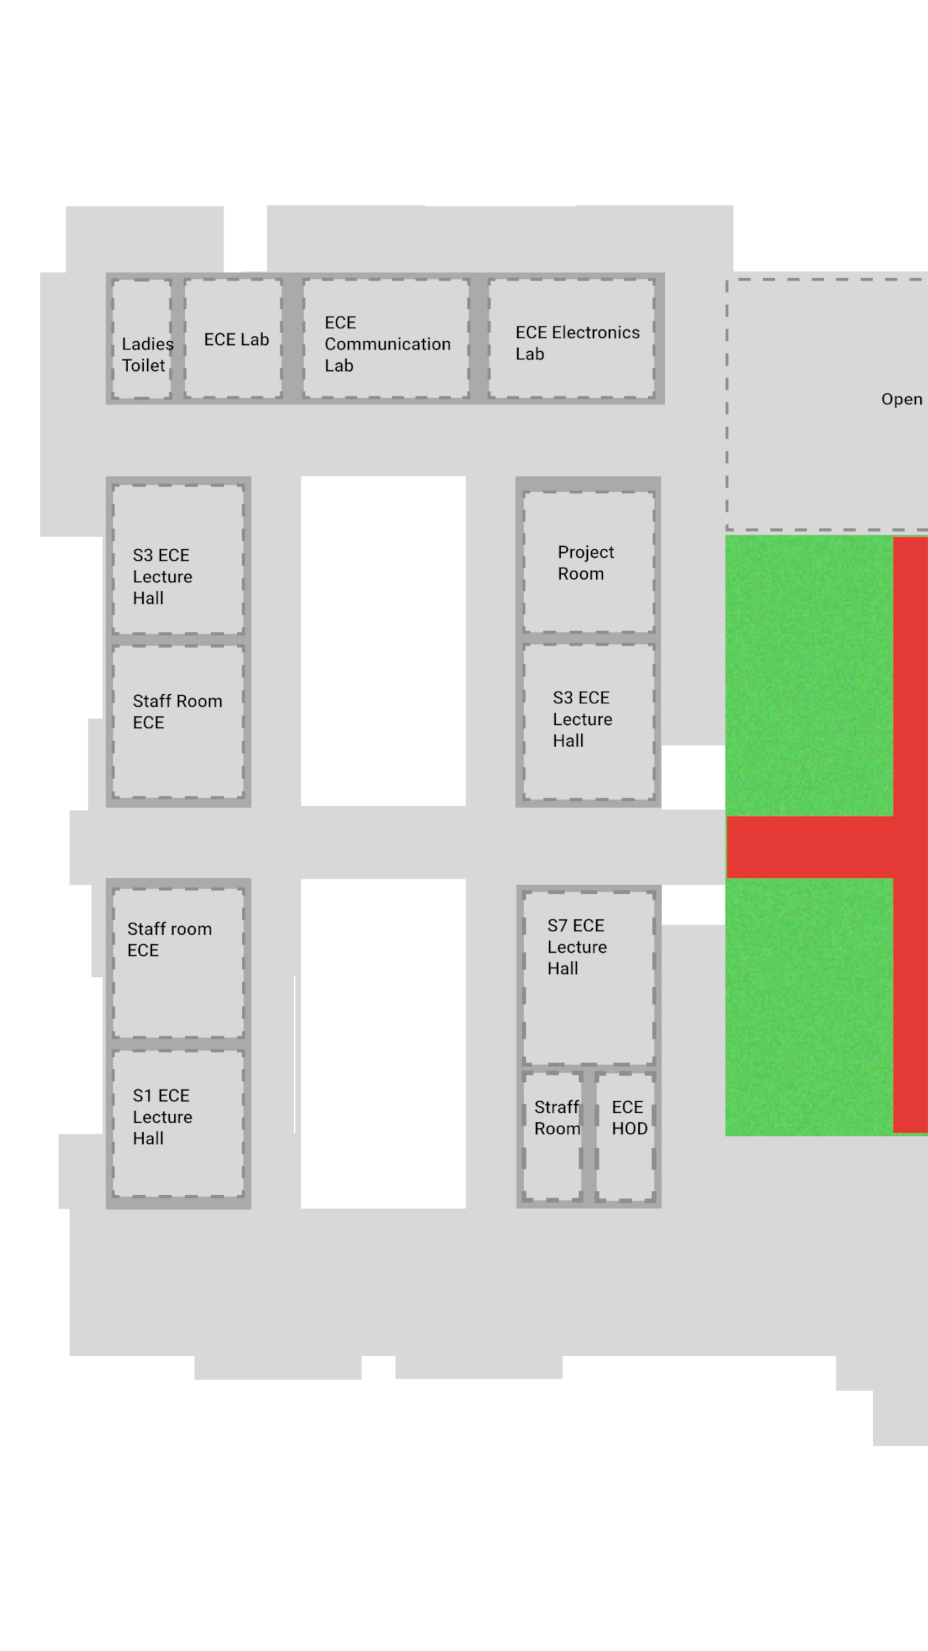 Ladies
Toilet
ECE Lab
ECE
Communication
Lab
ECE Electronics
Lab
Open
S3 ECE
Lecture
Hall
Project
Room
Staff Room
ECE
S3 ECE
Lecture
Hall
Staff room
ECE
S7 ECE
Lecture
Hall
S1 ECE
Lecture
Hall
Straff
Room
ECE
HOD